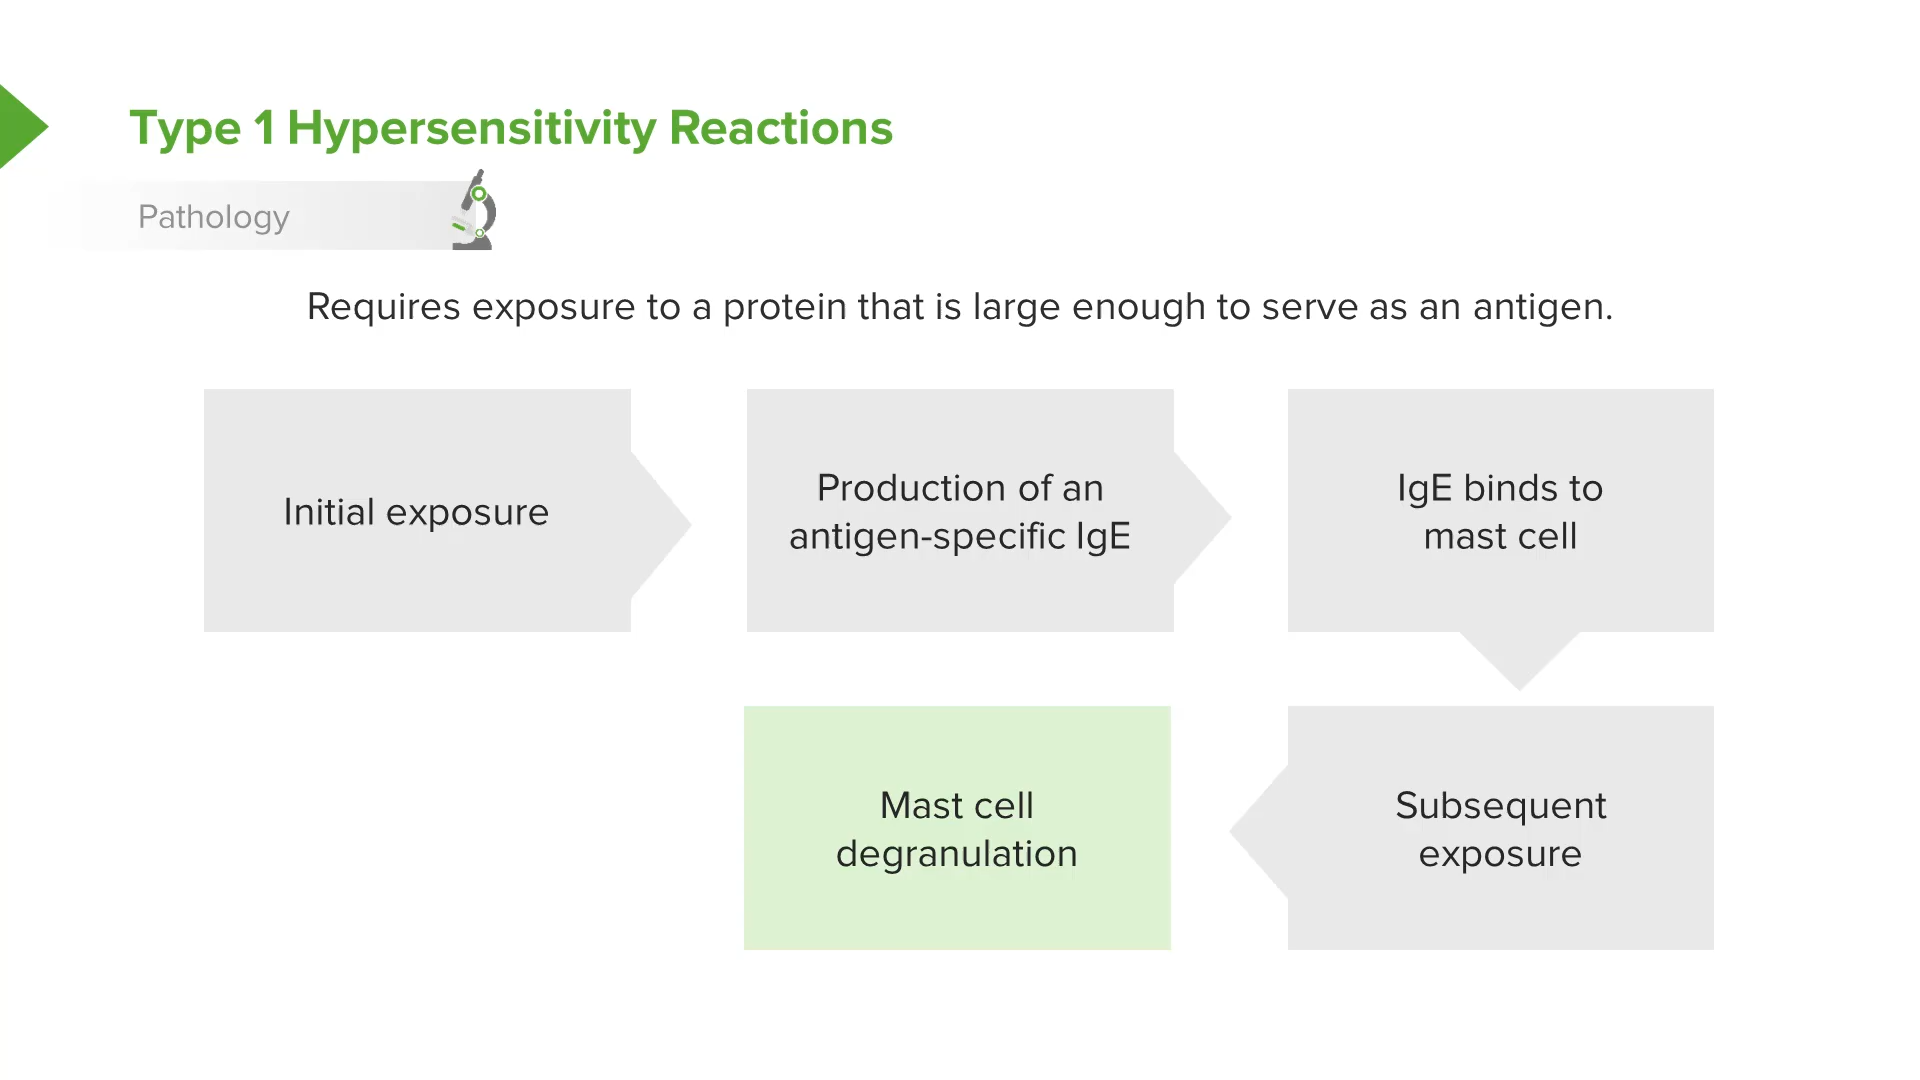 Type 1 Hypersensitivity Reactions
Pathology
Requires exposure to a protein that is large enough to serve as an antigen.
Initial exposure
Production of an
antigen-specific IgE
IgE binds to
mast cell
Subsequent
exposure
Mast cell
degranulation